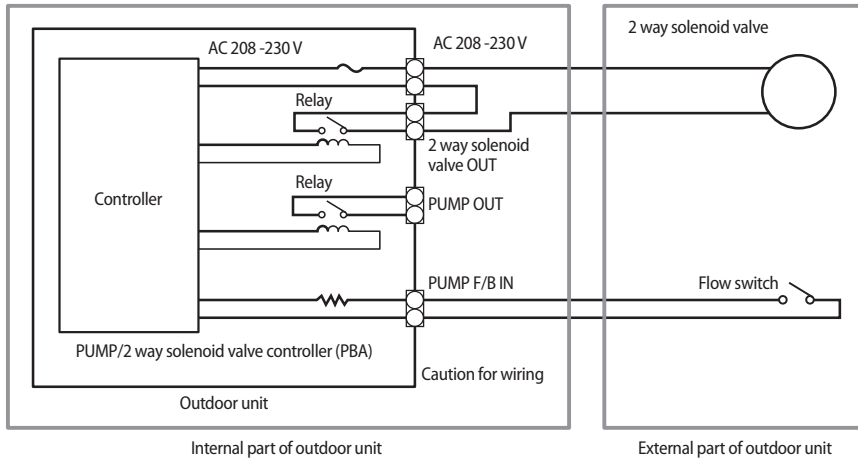 2 way solenoid valve
AC 208 -230 V
AC 208 -230 V
Relay
2 way solenoid
valve OUT
Relay
Controller
PUMP OUT
PUMP F/B IN
Flow switch
PUMP/2 way solenoid valve controller (PBA)
Caution for wiring
Outdoor unit
Internal part of outdoor unit
External part of outdoor unit